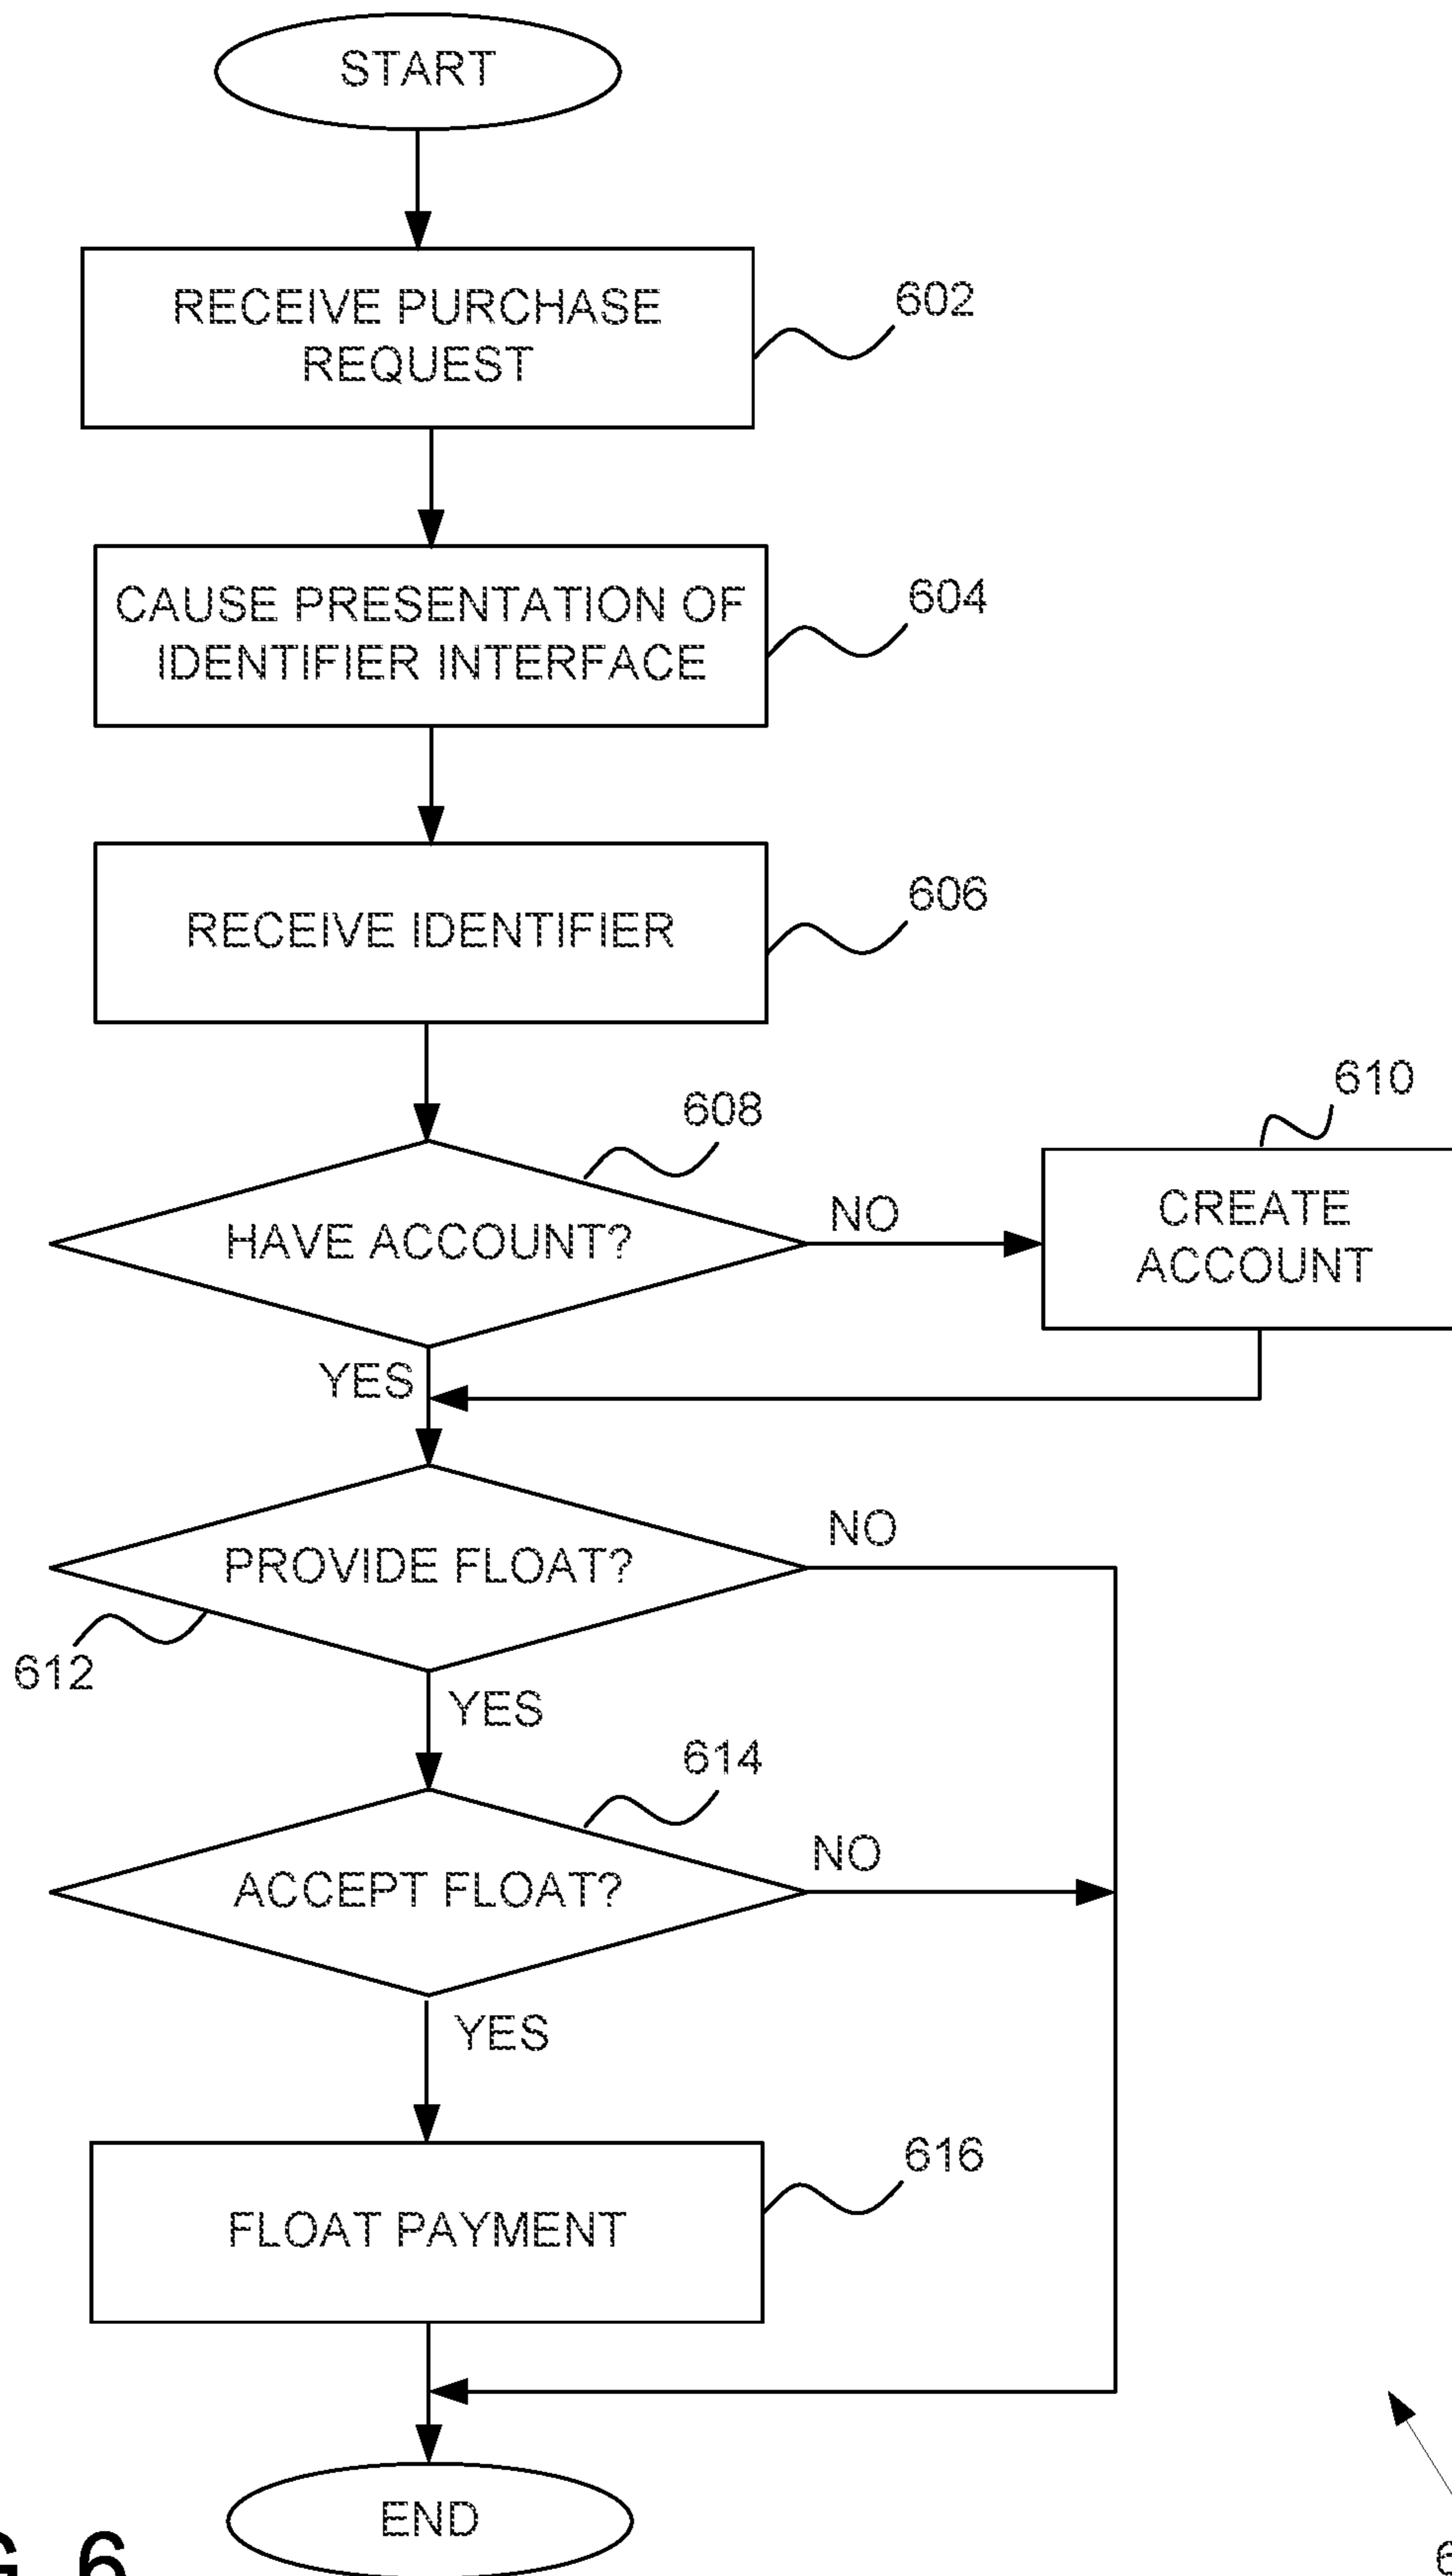 START
RECEIVE PURCHASE
REQUEST
602
CAUSE PRESENTATION OF
IDENTIFIER INTERFACE
604
RECEIVE IDENTIFIER
606
608
HAVE ACCOUNT?
NO
610
CREATE
ACCOUNT
YES
PROVIDE FLOAT?
NO
612
YES
614
ACCEPT FLOAT?
NO
YES
FLOAT PAYMENT
616
END
6